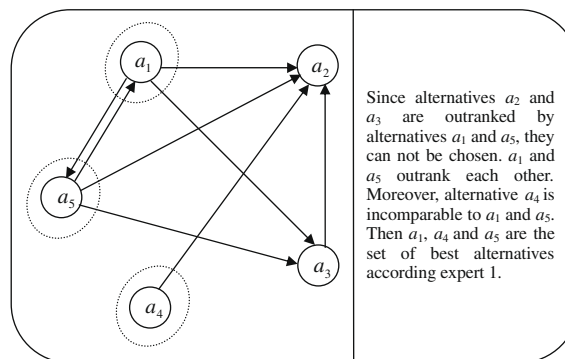 a1
a2
a5
a3
a4
Since alternatives a2 and
a3 are outranked by
alternatives a1 and a5, they
can not be chosen. a1 and
a5 outrank each other.
Moreover, alternative a4 is
incomparable to a1 and a5.
Then a1, a4 and a5 are the
set of best alternatives
according expert 1.